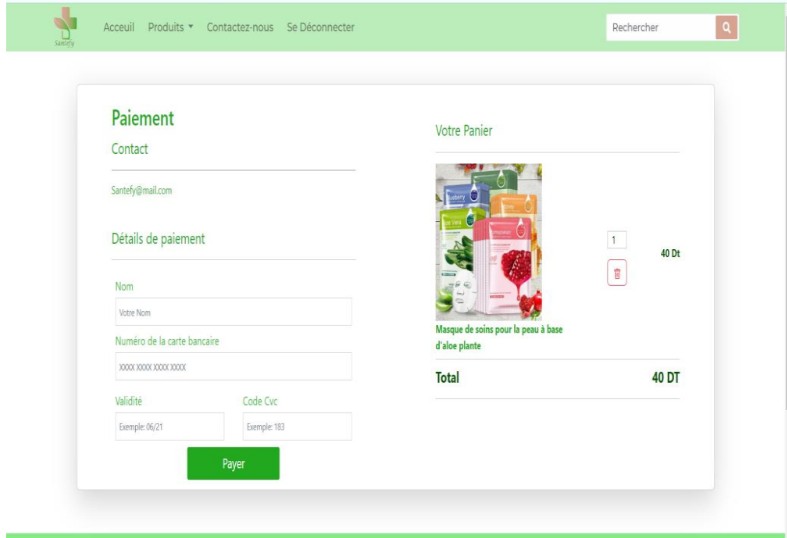 Santefy
Acceuil Produits Contactez-nous Se Déconnecter
Rechercher
Paiement
Contact
Santefy@mail.com
Détails de paiement
Nom
Votre Nom
Numéro de la carte bancaire
XXXX XXXX XXXX XXXX
Validité
Code Cvc
Exemple: 06/21
Exemple: 183
Payer
Votre Panier
1
40 Dt
Masque de soins pour la peau à base
d'aloe plante
Total
40 DT